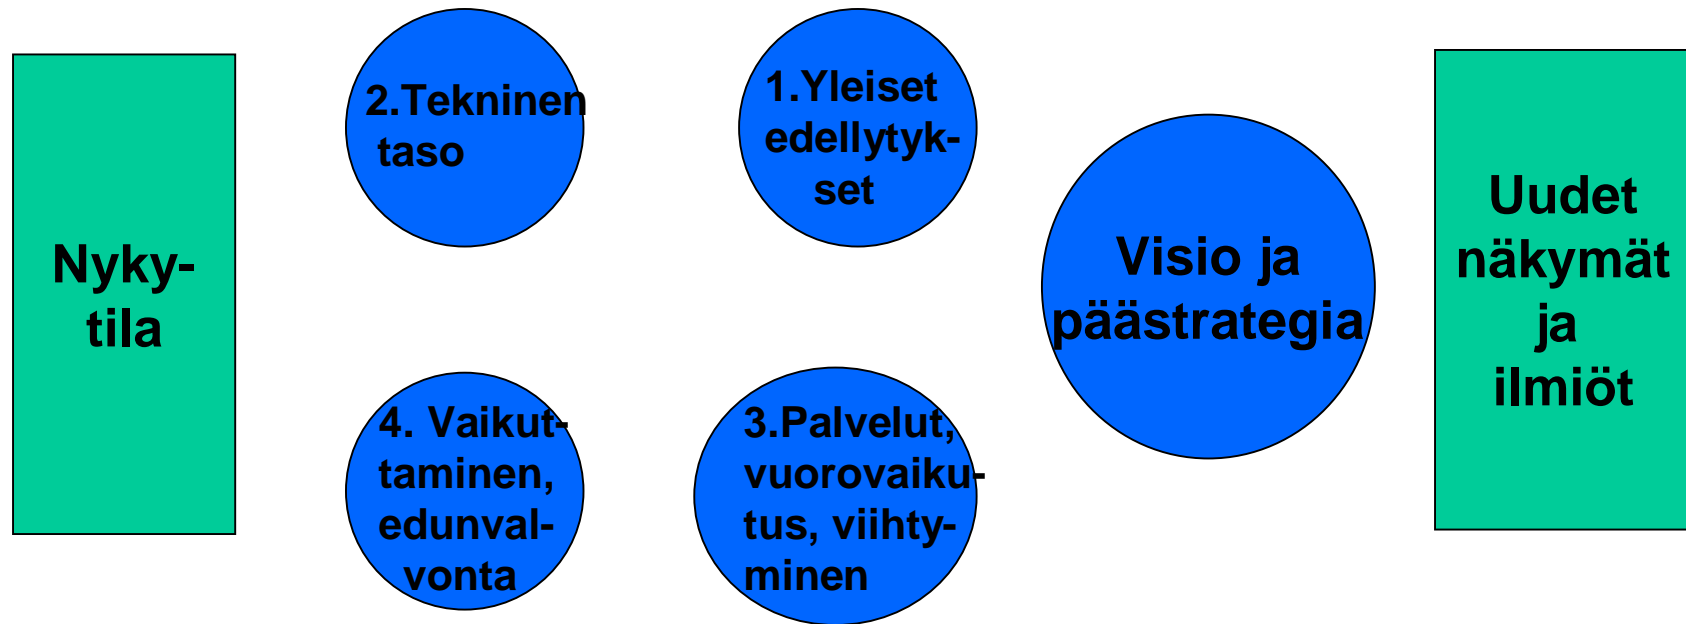 Nyky-
tila
2.Tekninen
taso
1.Yleiset
edellytyk-
set
4. Vaikut-
taminen,
edunval-
vonta
3.Palvelut,
vuorovaiku-
tus, viihty-
minen
Visio ja
päästrategia
Uudet
näkymät
ja
ilmiöt